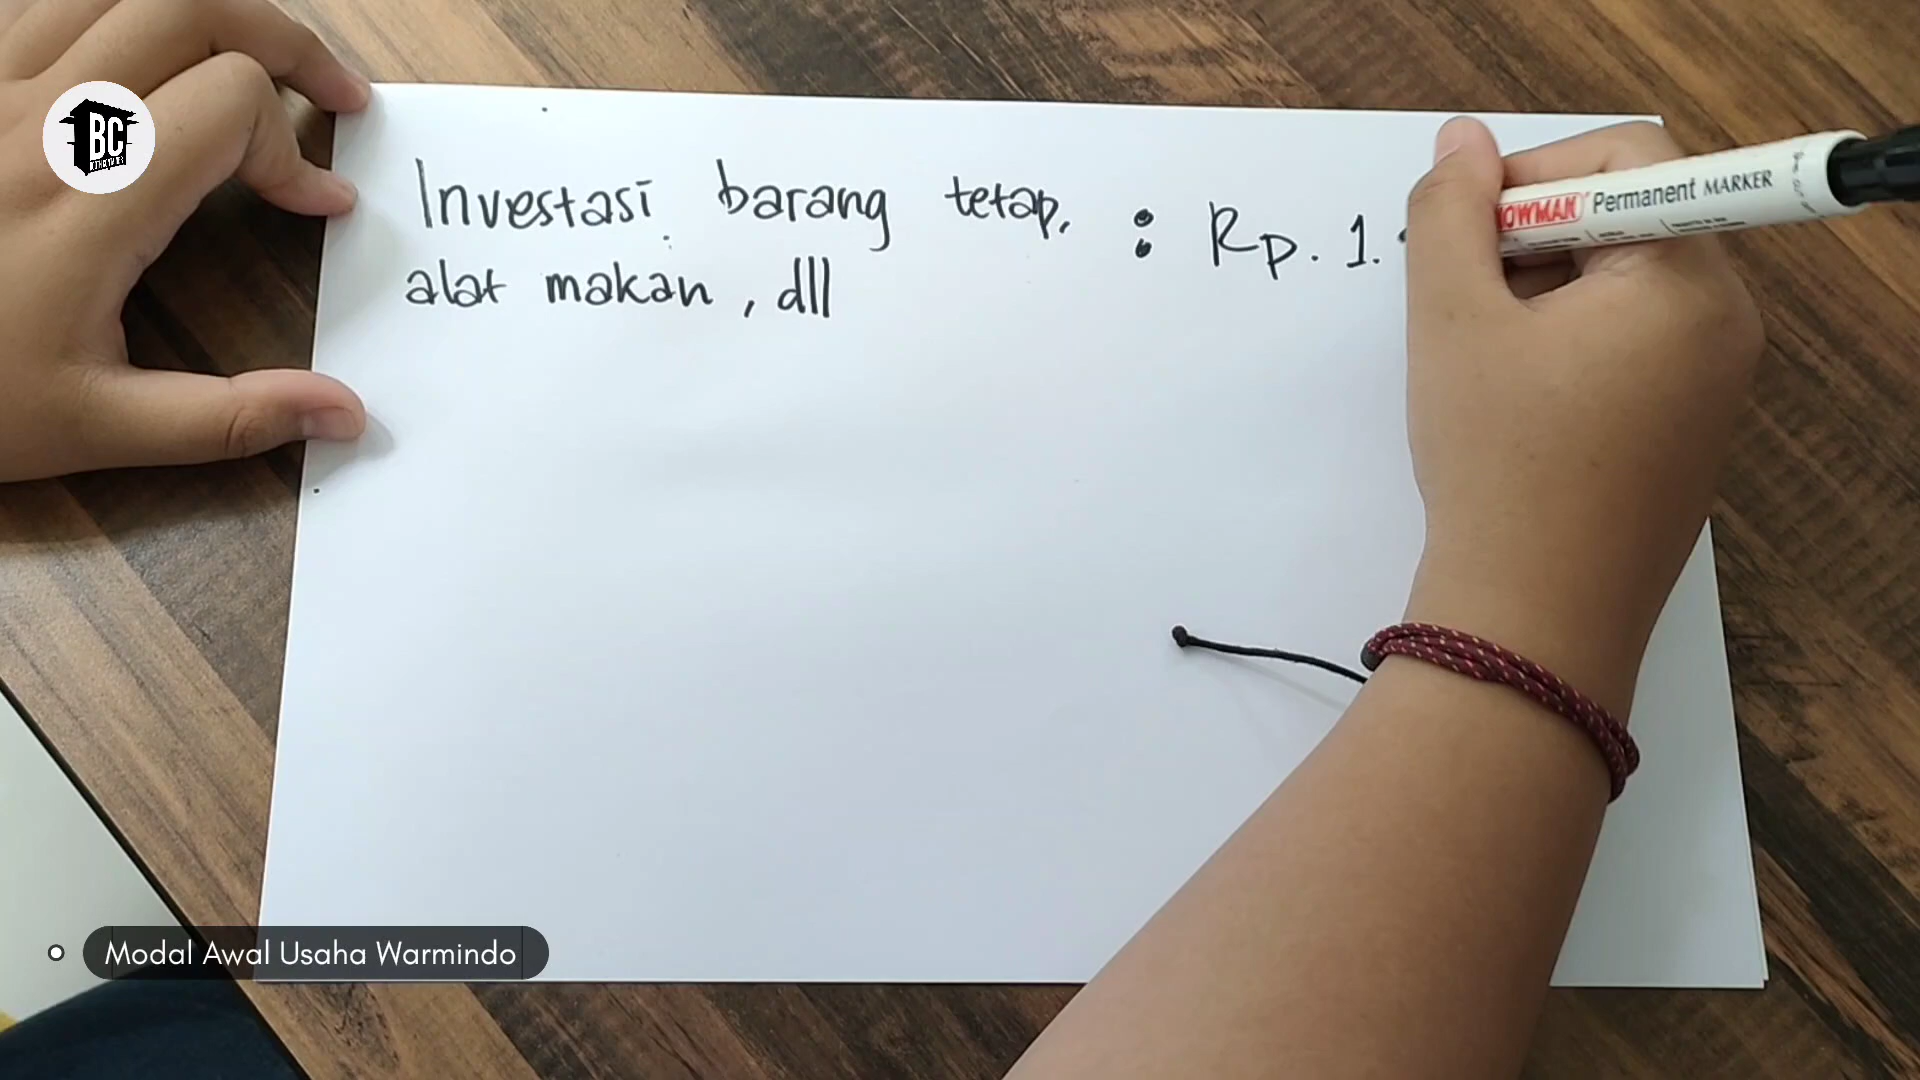 BC
Investasi barang tetap, : Rp. 1.
alat makan, dll
Permanent MARKER
Modal Awal Usaha Warmindo